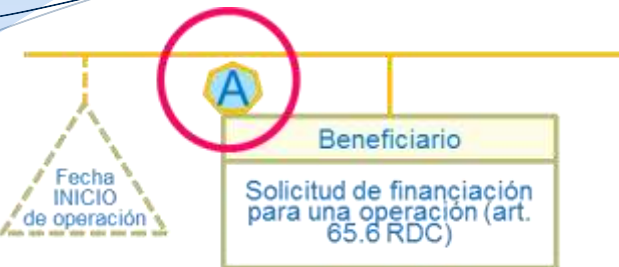 A
Beneficiario
Fecha
INICIO
de operación
Solicitud de financiación
para una operación (art.
65.6 RDC)